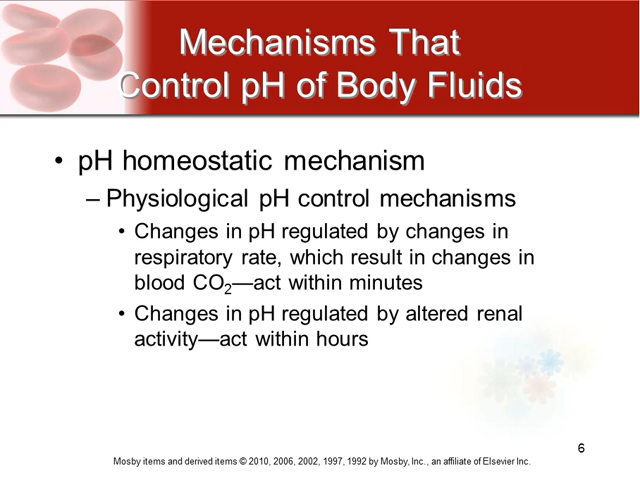 Mechanisms That
Control pH of Body Fluids
• pH homeostatic mechanism
– Physiological pH control mechanisms
• Changes in pH regulated by changes in
respiratory rate, which result in changes in
blood CO₂—act within minutes
• Changes in pH regulated by altered renal
activity—act within hours
6
Mosby items and derived items © 2010, 2006, 2002, 1997, 1992 by Mosby, Inc., an affiliate of Elsevier Inc.